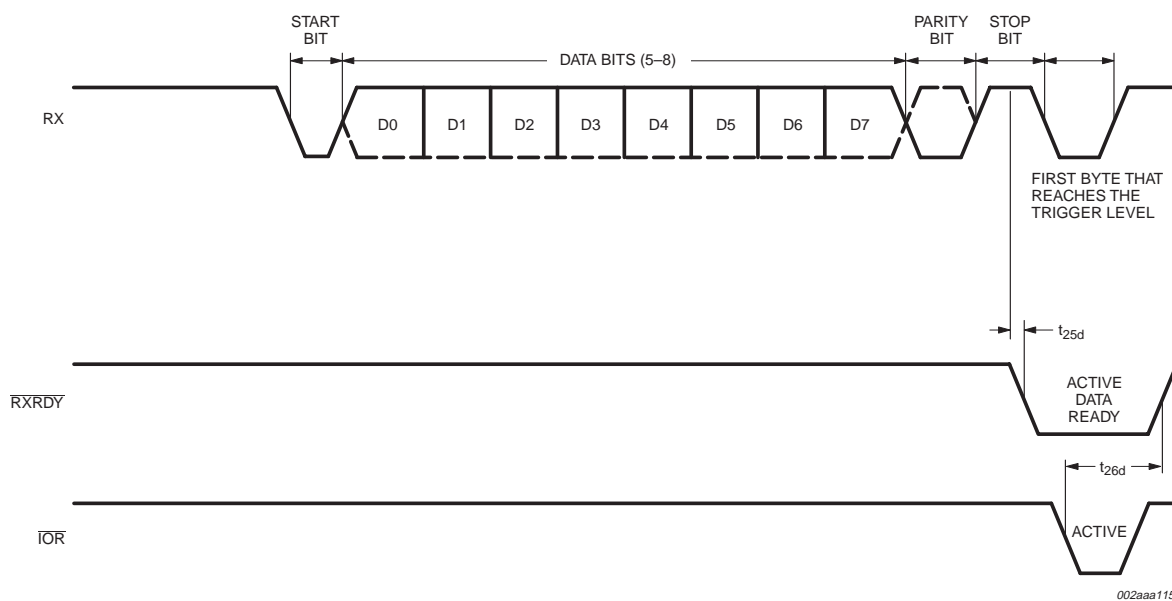 START
BIT
DATA BITS (5–8)
PARITY
BIT
STOP
BIT
RX
D0
D1
D2
D3
D4
D5
D6
D7
FIRST BYTE THAT
REACHES THE
TRIGGER LEVEL
t25d
RXRDY
ACTIVE
DATA
READY
t26d
IOR
ACTIVE
002aaa115